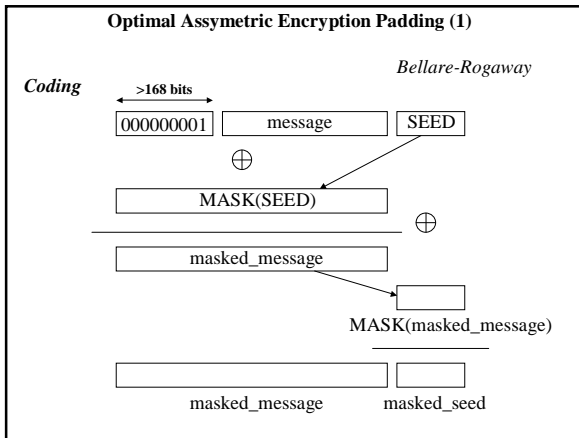 Optimal Assymetric Encryption Padding (1)
Bellare-Rogaway
Coding
>168 bits
000000001 message SEED
MASK(SEED)
masked_message
MASK(masked_message)
masked_message masked_seed